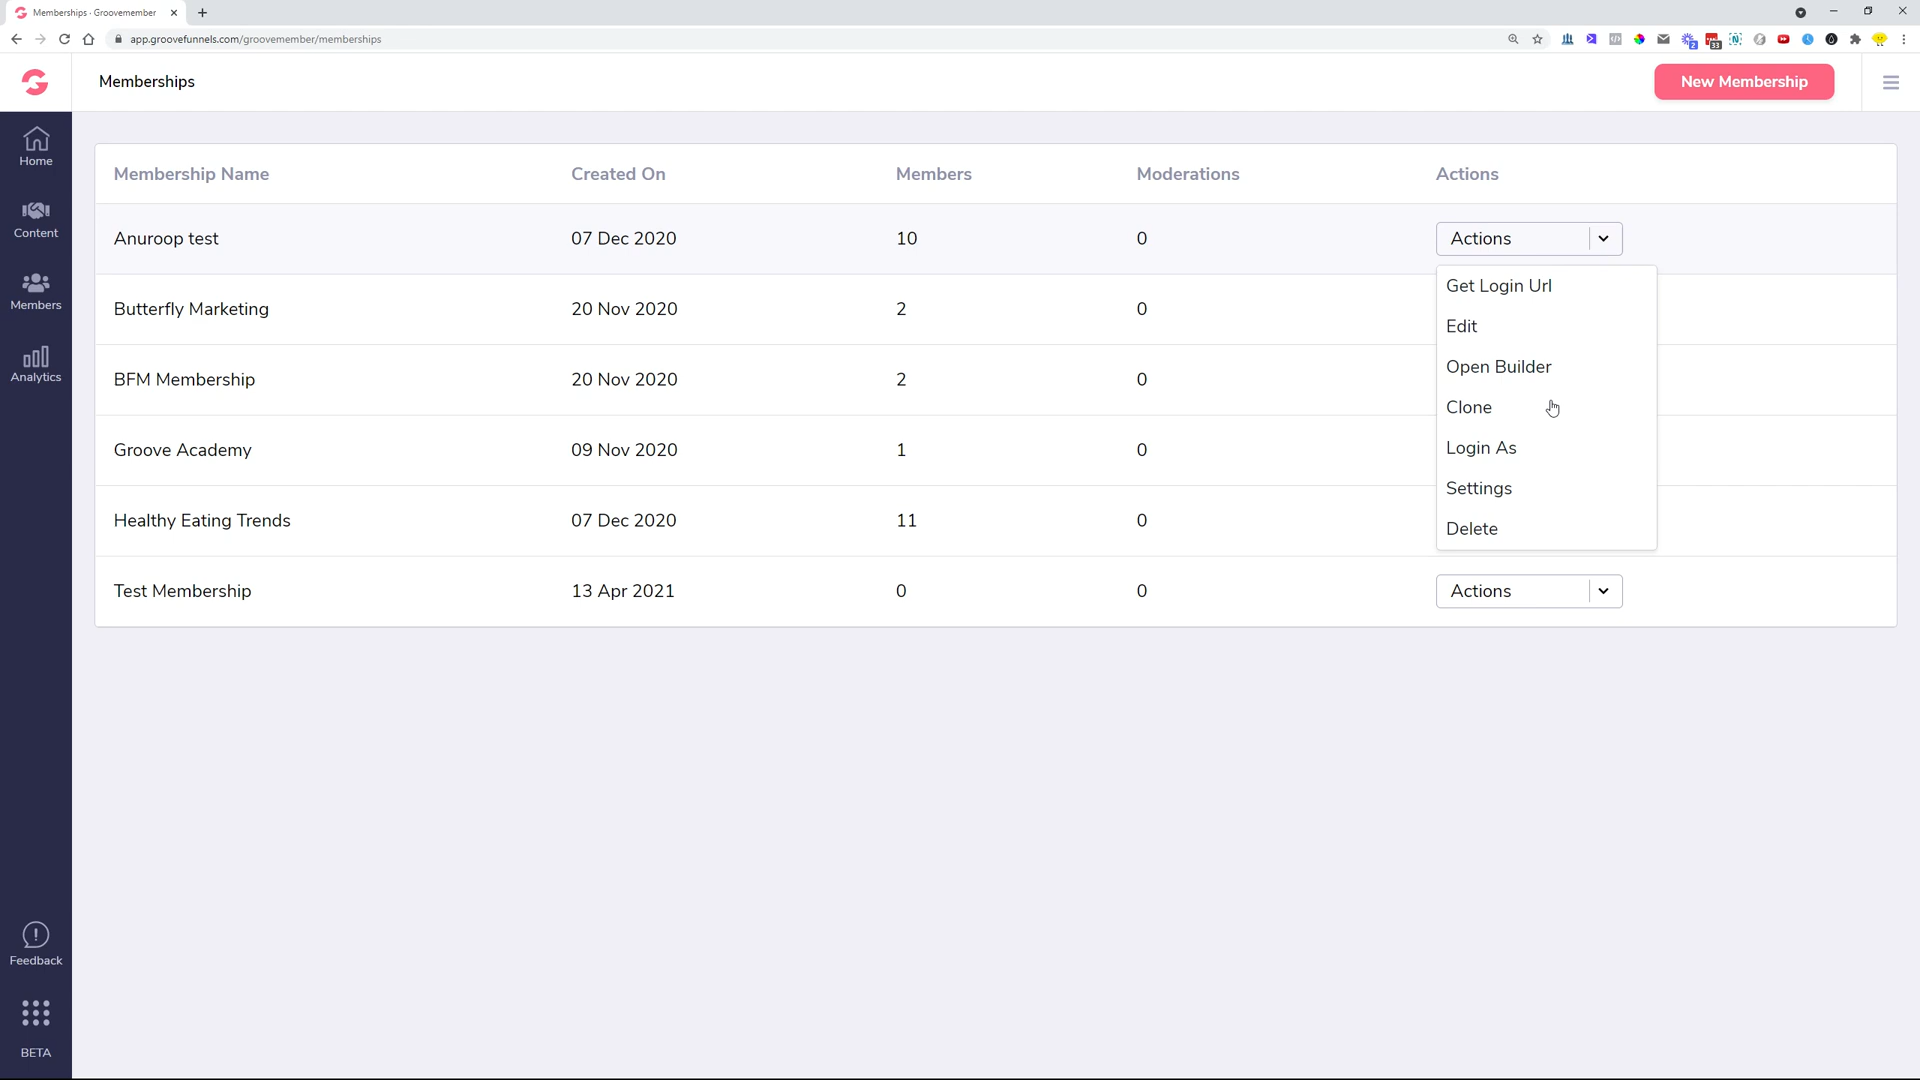 Memberships - Groovemember
app.groovefunnels.com/groovemember/memberships
2
33
Memberships
New Membership
Home
Content
Members
Analytics
Feedback
BETA
Membership Name Created On Members Moderations Actions
Anuroop test 07 Dec 2020 10 0 Actions
Butterfly Marketing 20 Nov 2020 2 0
BFM Membership 20 Nov 2020 2 0
Groove Academy 09 Nov 2020 1 0
Healthy Eating Trends 07 Dec 2020 11 0
Test Membership 13 Apr 2021 0 0 Actions
Get Login Url
Edit
Open Builder
Clone
Login As
Settings
Delete